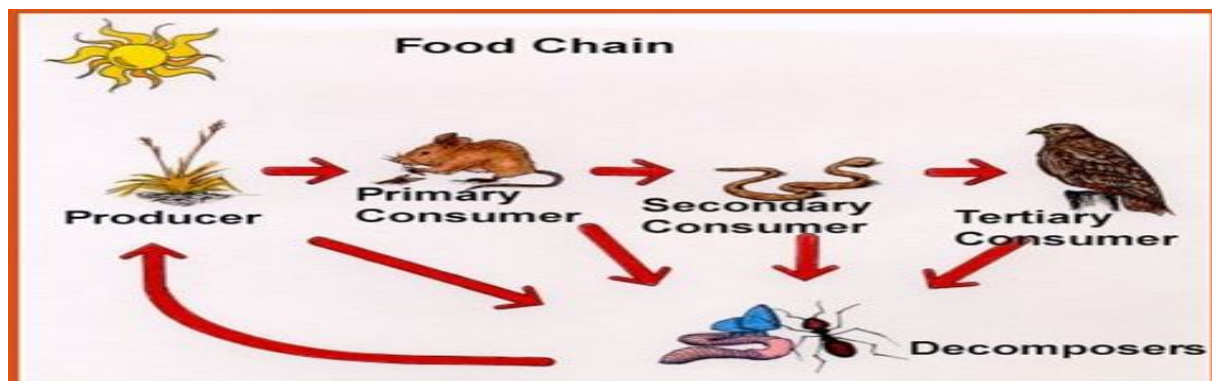 Food Chain
Producer
Primary
Consumer
Secondary
Consumer
Tertiary
Consumer
Decomposers